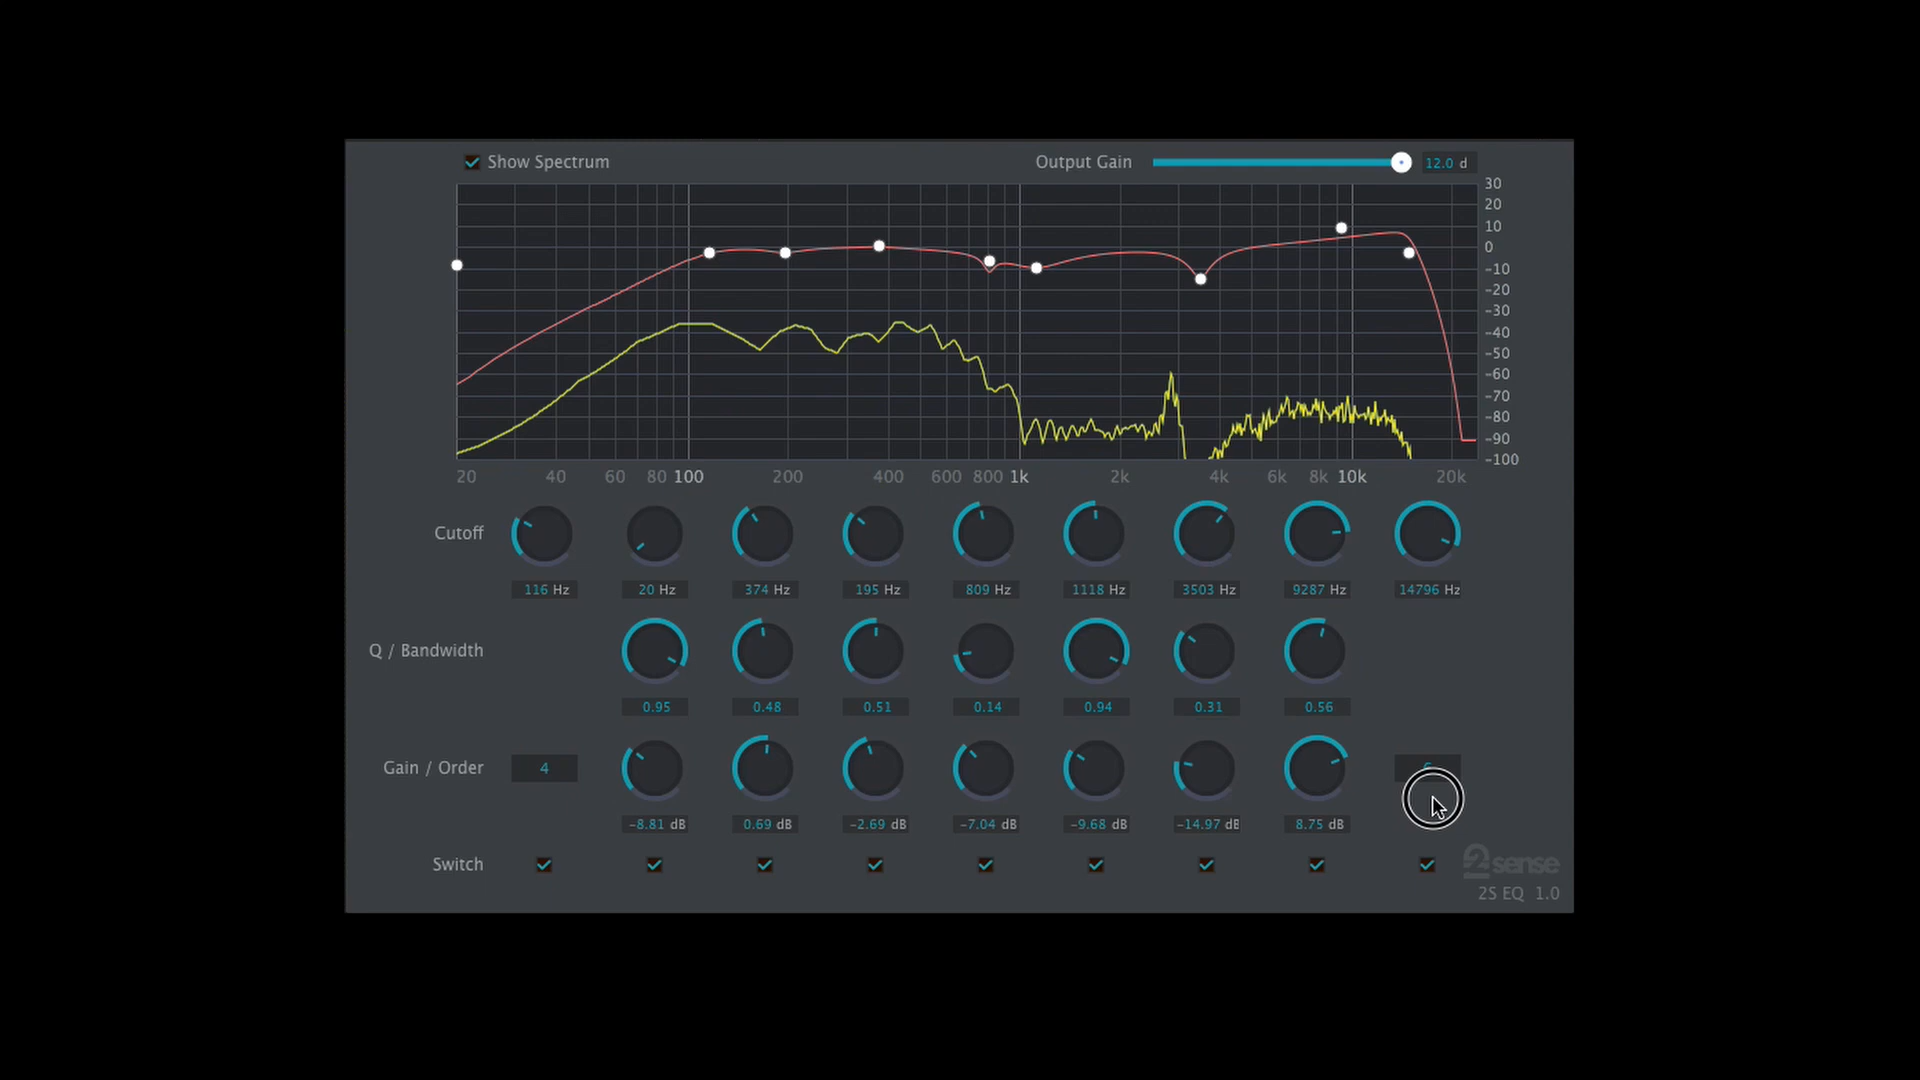 Show Spectrum
Output Gain 12.0 d
30
20
10
0
-10
-20
-30
-40
-50
-60
-70
-80
-90
-100
20 40 60 80 100 200 400 600 800 1k 2k 4k 6k 8k 10k 20k
Cutoff
116 Hz 20 Hz 374 Hz 195 Hz 809 Hz 1118 Hz 3503 Hz 9287 Hz 14796 Hz
Q / Bandwidth
0.95 0.48 0.51 0.14 0.94 0.31 0.56
Gain / Order 4
-8.81 dB 0.69 dB -2.69 dB -7.04 dB -9.68 dB -14.97 dB 8.75 dB
Switch
2sense
2S EQ 1.0